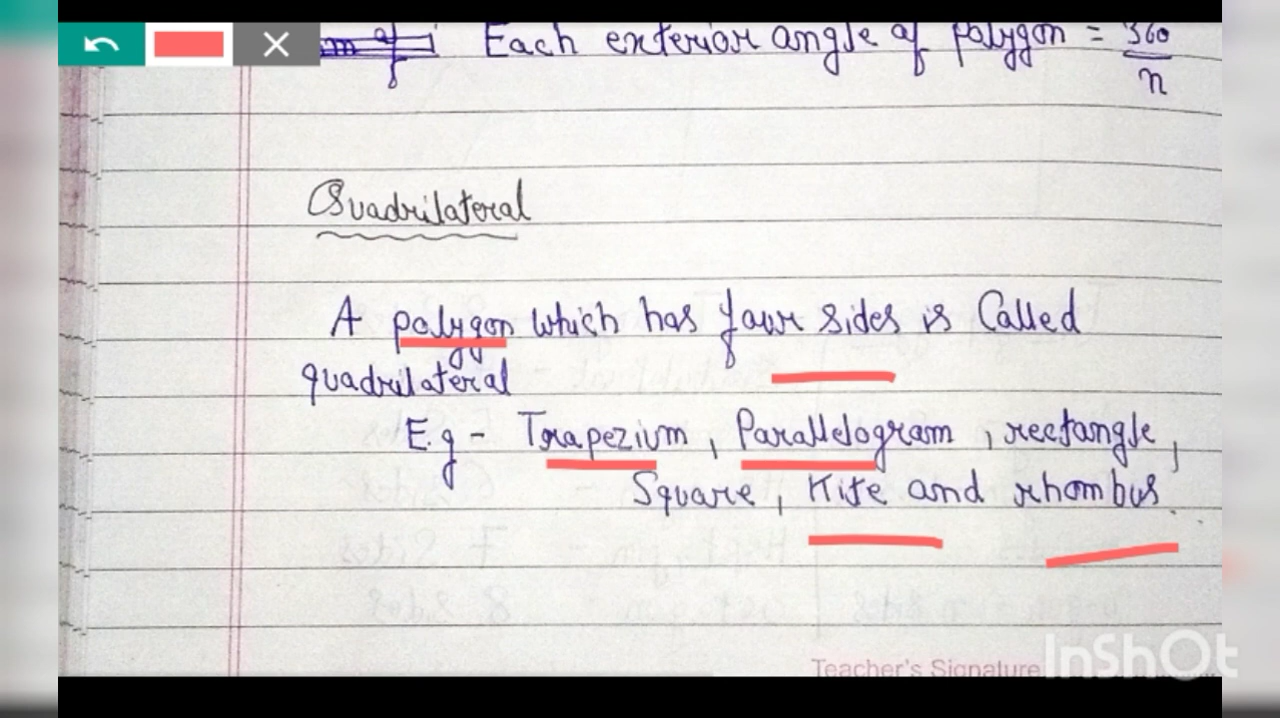 Each exterior angle of polygon = 360/n
Quadrilateral
A polygon which has four sides is Called
quadrilateral
E.g - Trapezium, Parallelogram, rectangle,
Square, Kite and rhombus.
Teacher's Signature
InShOt